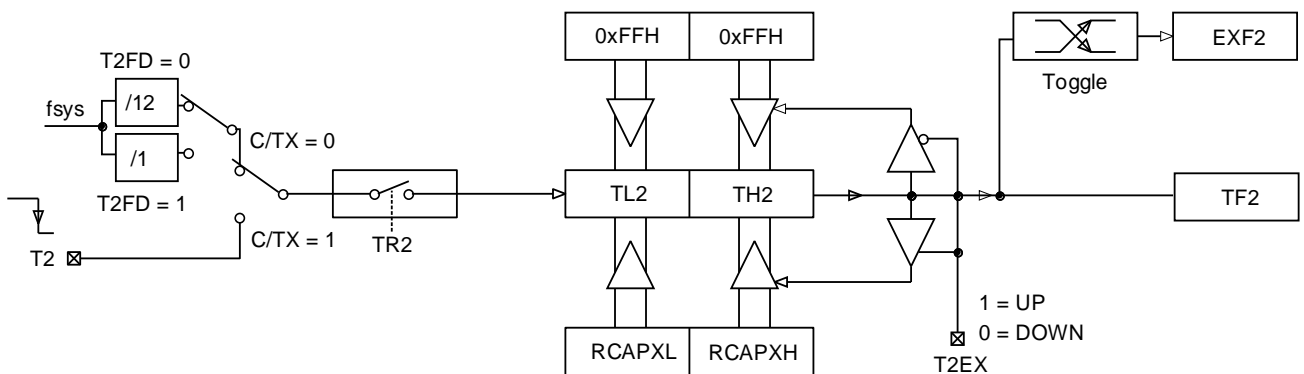 0xFFH 0xFFH
EXF2
T2FD = 0
Toggle
fsys
/12
C/TX = 0
/1
T2FD = 1
TL2 TH2
TF2
C/TX = 1
TR2
T2
1 = UP
0 = DOWN
RCAPXL RCAPXH
T2EX